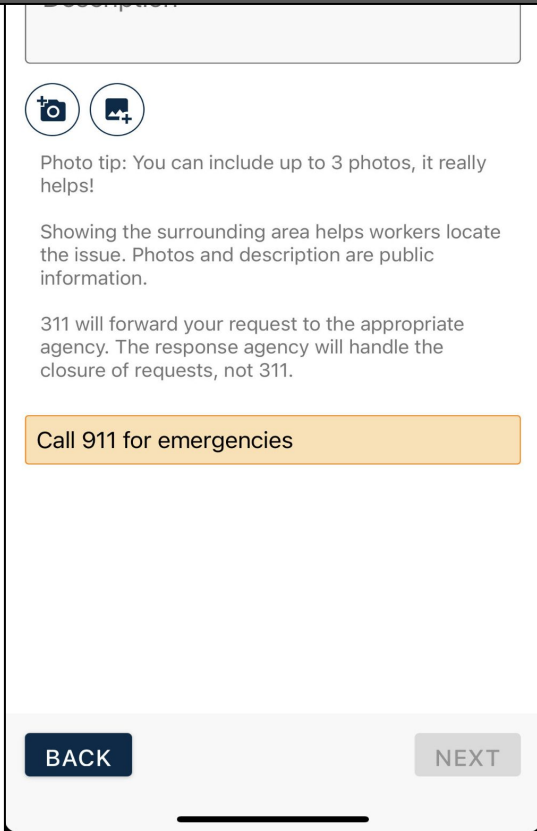 Description
Photo tip: You can include up to 3 photos, it really
helps!
Showing the surrounding area helps workers locate
the issue. Photos and description are public
information.
311 will forward your request to the appropriate
agency. The response agency will handle the
closure of requests, not 311.
Call 911 for emergencies
BACK
NEXT